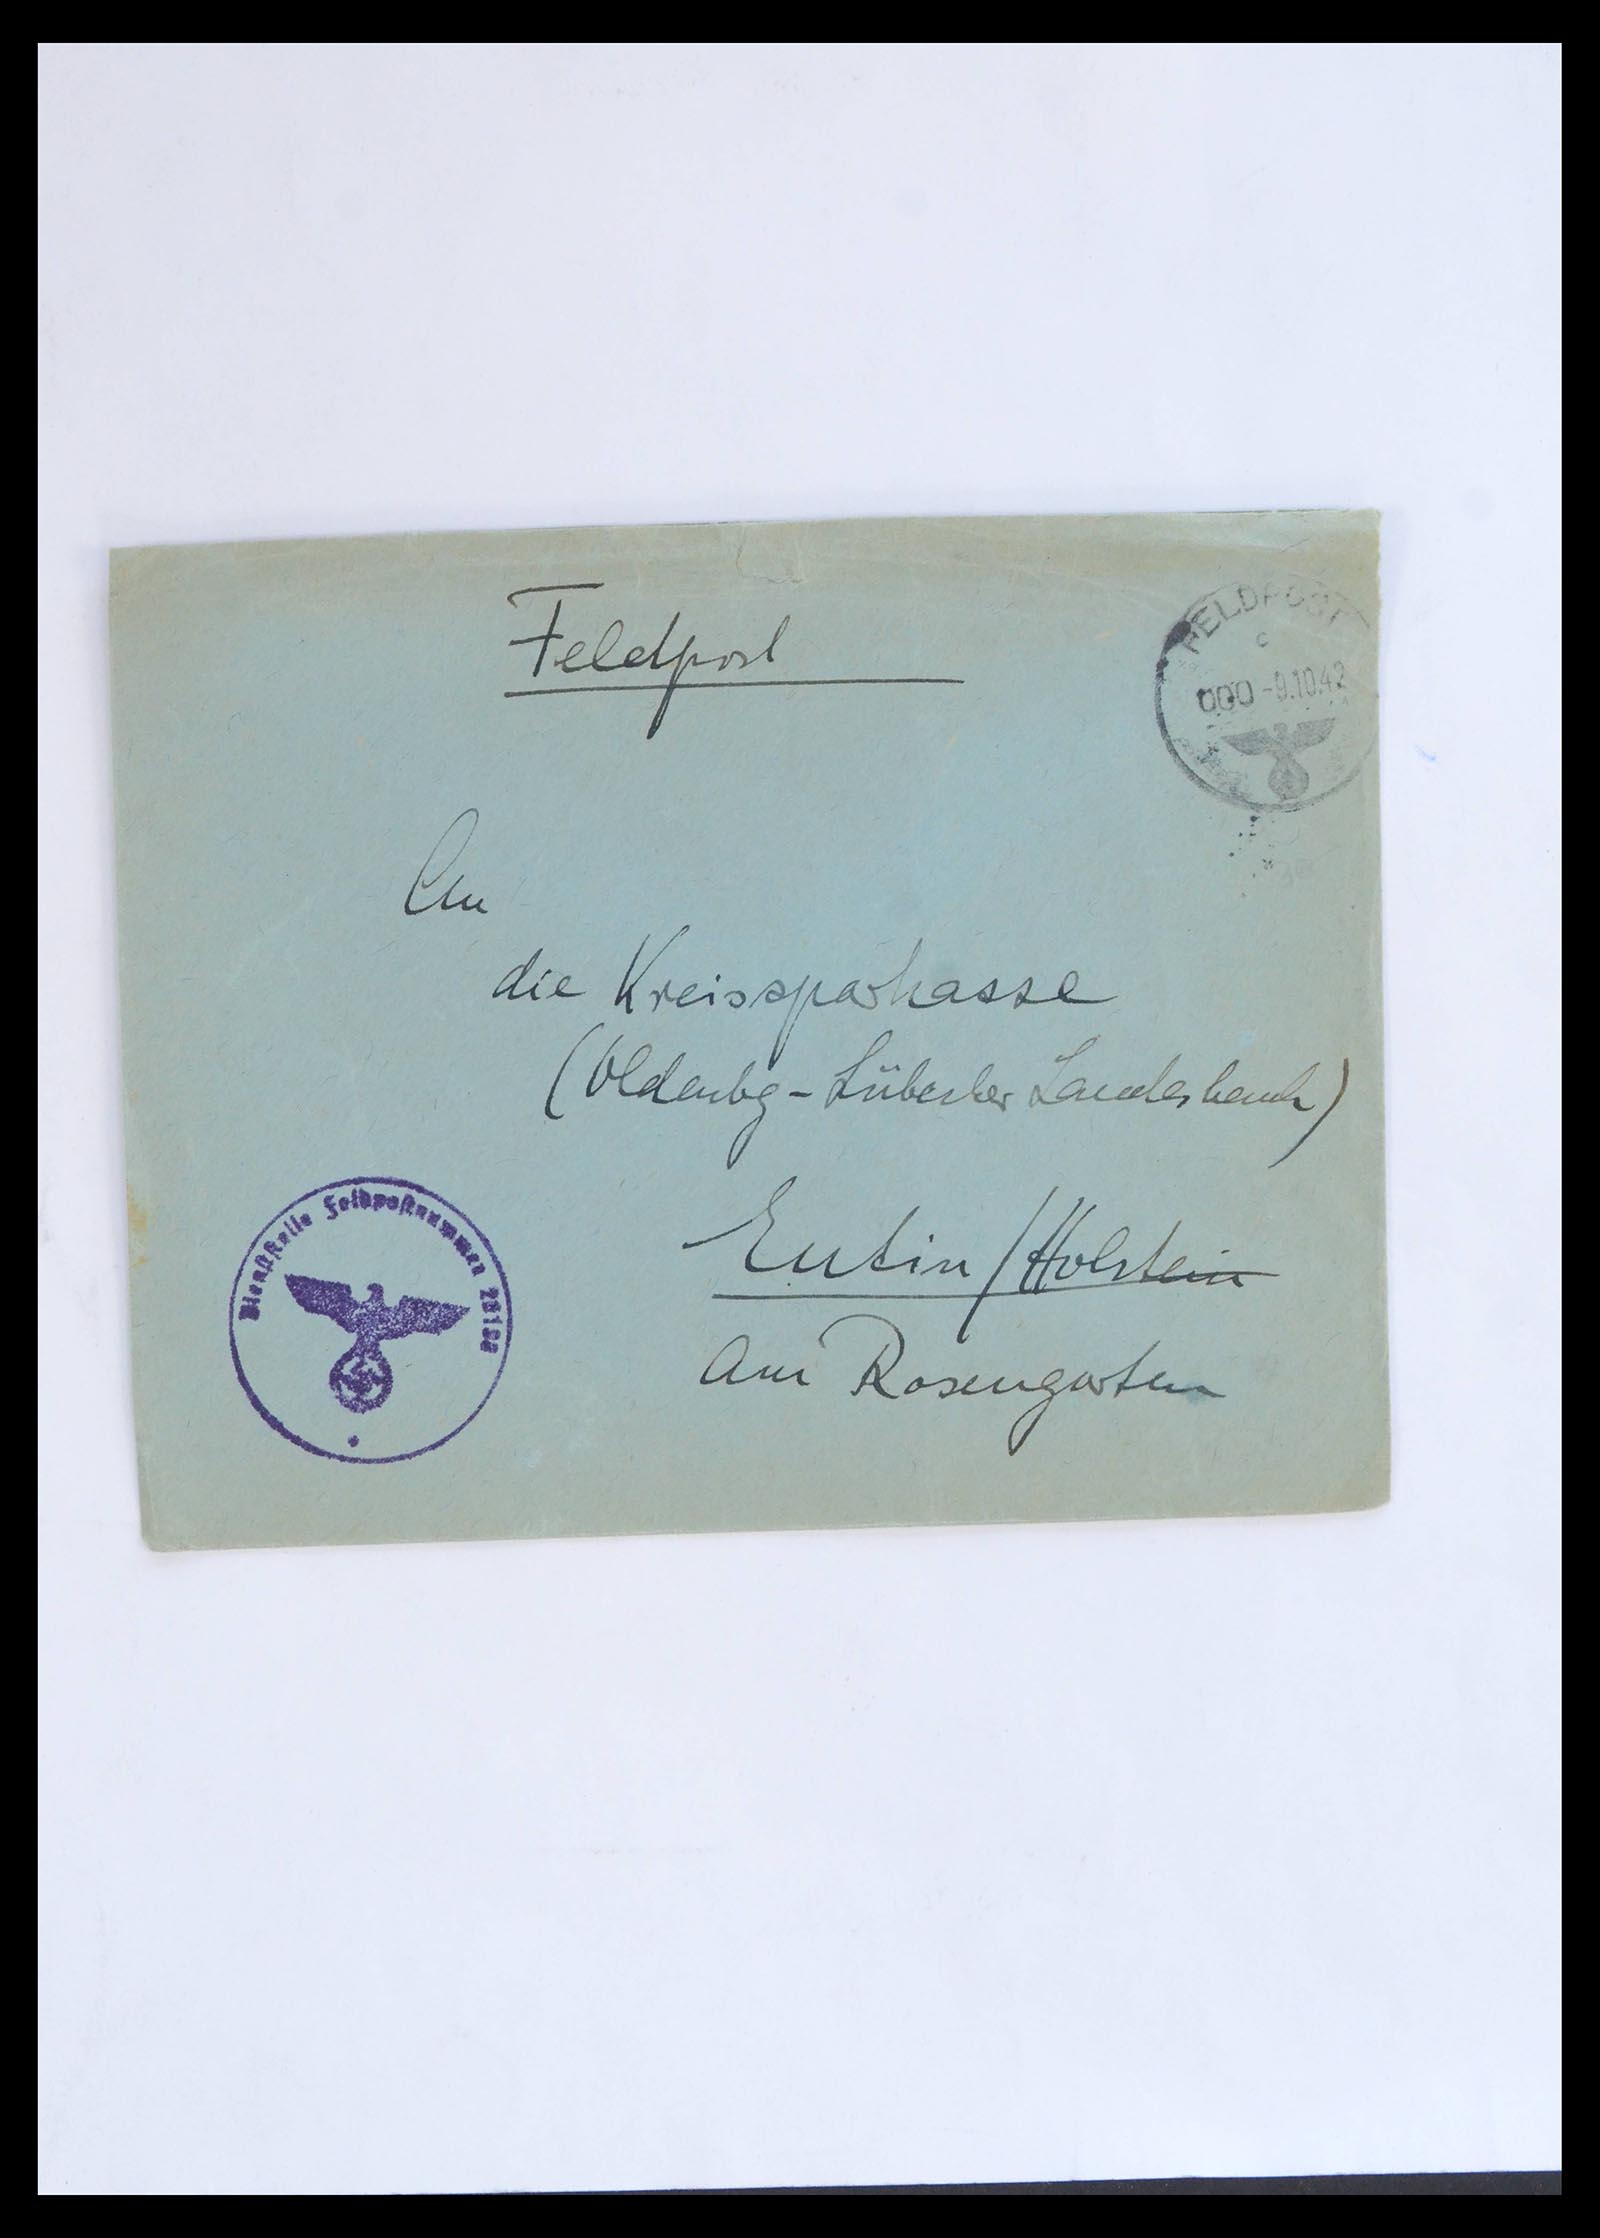 Feldpost
FELDPOST
c
000 -9.10.42
An
die Kreissparkasse
(Oldenbg - Lübecker Landesbank)
Eutin / Holstein
Am Rosengarten
Dienststelle Feldpostnummer